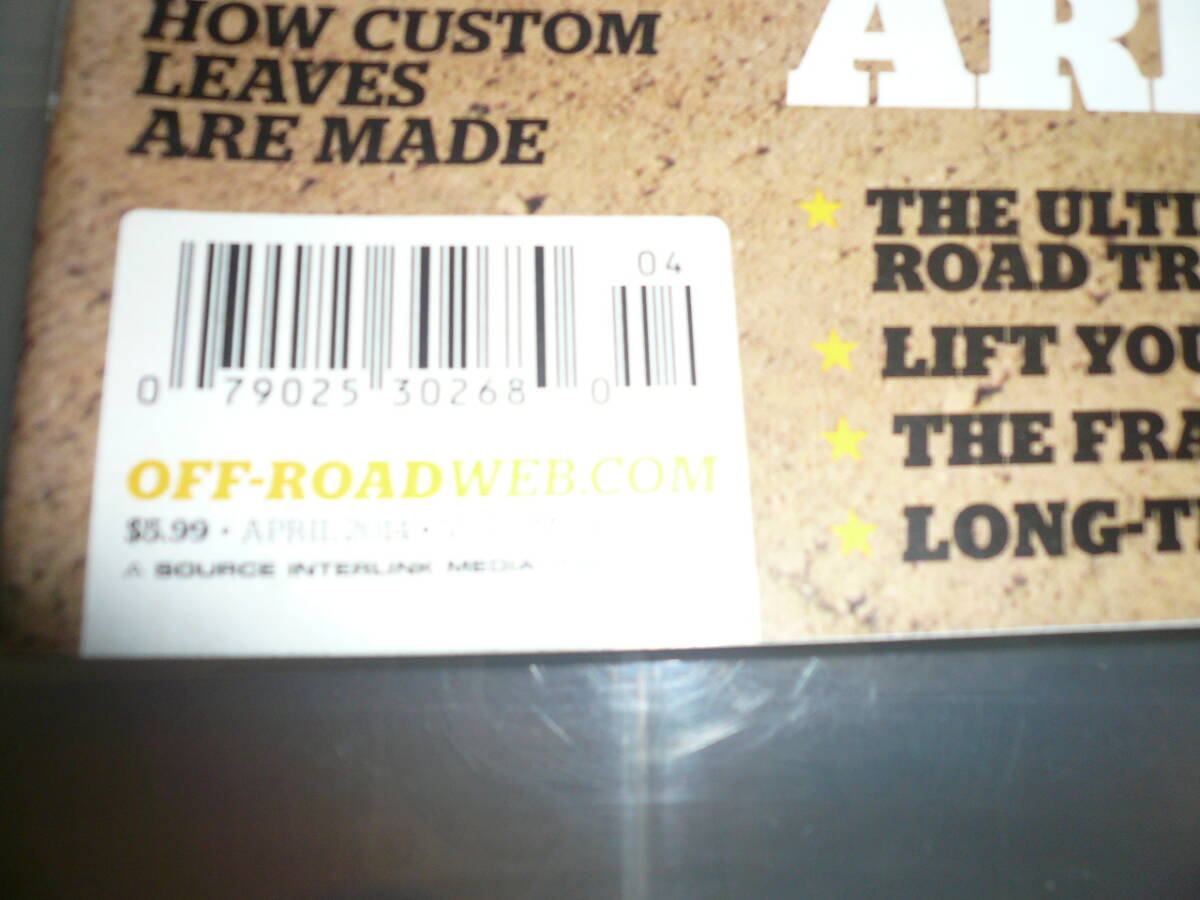 HOW CUSTOM
LEAVES
ARE MADE
04
0 79025 30268 0
OFF-ROADWEB.COM
$5.99 · APRIL 2014 ·
A SOURCE INTERLINK MEDIA
THE ULTI
ROAD TR
LIFT YOU
THE FRA
LONG-T